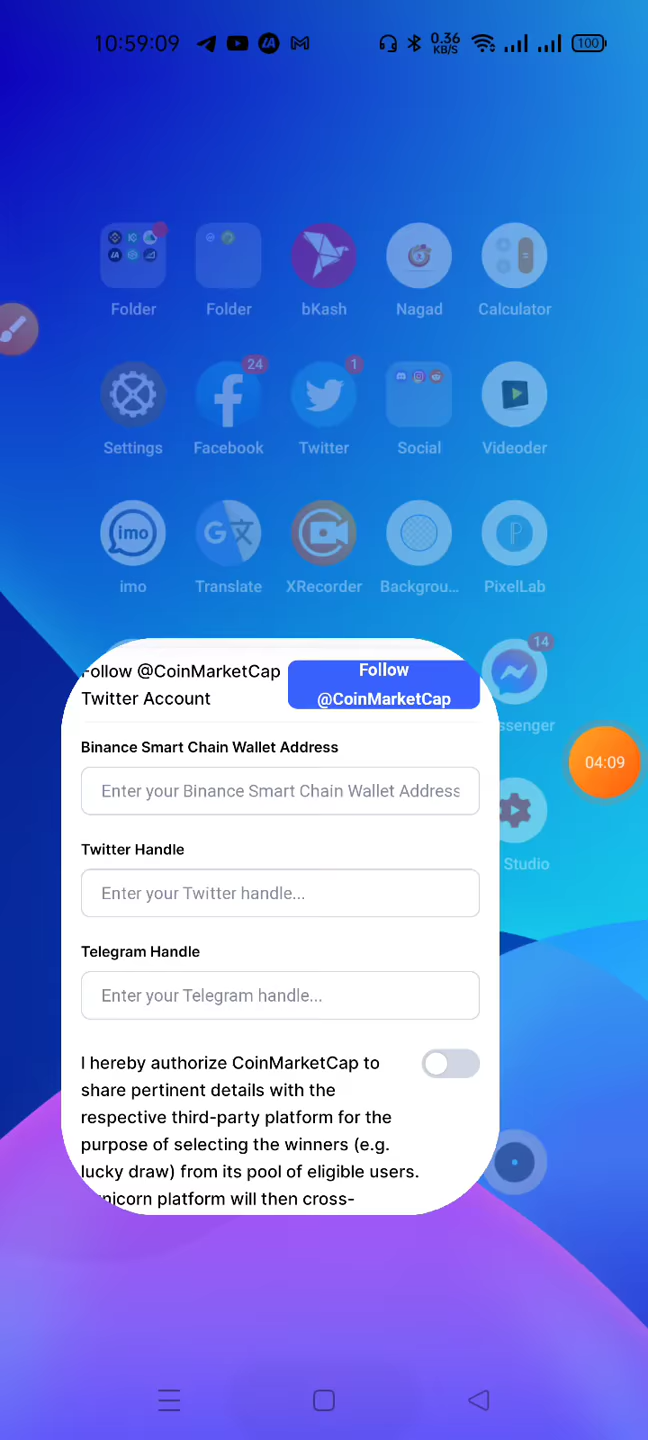 10:59:09
0.36
KB/S
100
Folder
Folder
bKash
Nagad
Calculator
24
1
Settings
Facebook
Twitter
Social
Videoder
imo
imo
Translate
XRecorder
Backgrou...
PixelLab
14
Follow @CoinMarketCap
Twitter Account
Follow
@CoinMarketCap
ssenger
Binance Smart Chain Wallet Address
04:09
Enter your Binance Smart Chain Wallet Address
Twitter Handle
Studio
Enter your Twitter handle...
Telegram Handle
Enter your Telegram handle...
I hereby authorize CoinMarketCap to
share pertinent details with the
respective third-party platform for the
purpose of selecting the winners (e.g.
lucky draw) from its pool of eligible users.
nicorn platform will then cross-